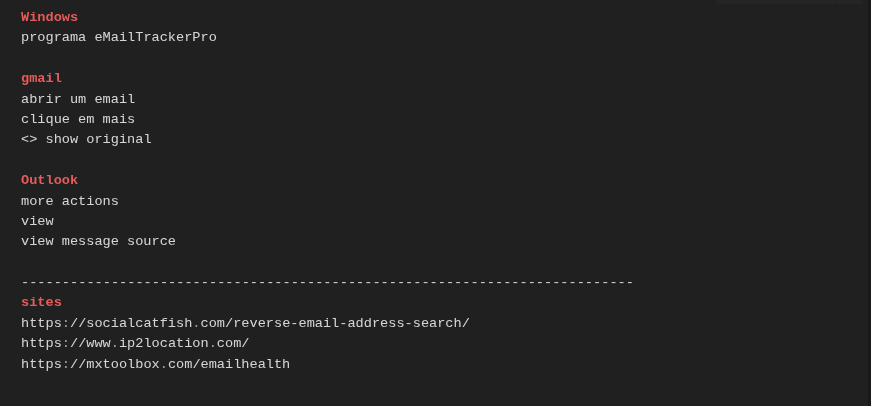 Windows
programa eMailTrackerPro
gmail
abrir um email
clique em mais
<> show original
Outlook
more actions
view
view message source
---------------------------------------------------------------------------
sites
https://socialcatfish.com/reverse-email-address-search/
https://www.ip2location.com/
https://mxtoolbox.com/emailhealth